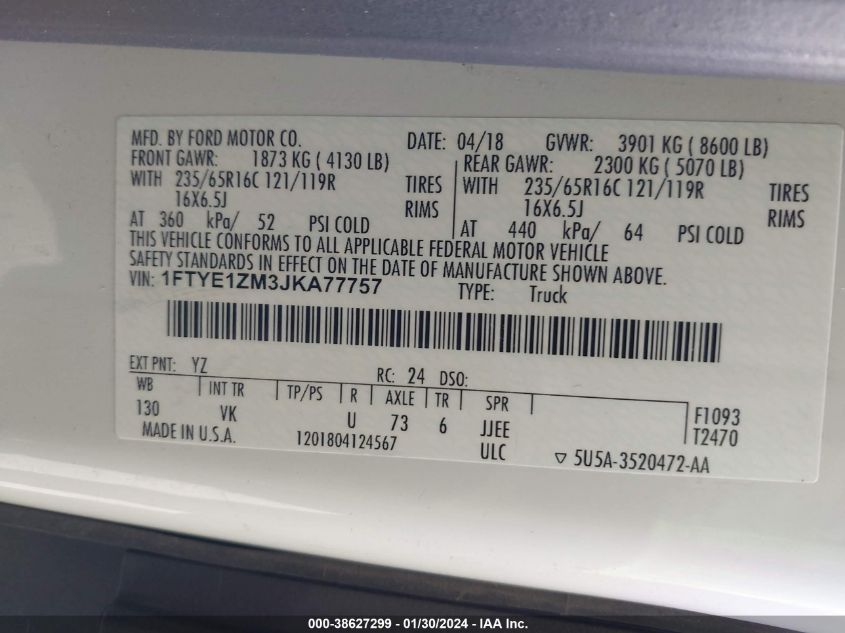 MFD. BY FORD MOTOR CO. DATE: 04/18 GVWR: 3901 KG ( 8600 LB)
FRONT GAWR: 1873 KG ( 4130 LB) REAR GAWR: 2300 KG ( 5070 LB)
WITH 235/65R16C 121/119R TIRES WITH 235/65R16C 121/119R TIRES
16X6.5J RIMS 16X6.5J RIMS
AT 360 kPa/ 52 PSI COLD AT 440 kPa/ 64 PSI COLD
THIS VEHICLE CONFORMS TO ALL APPLICABLE FEDERAL MOTOR VEHICLE
SAFETY STANDARDS IN EFFECT ON THE DATE OF MANUFACTURE SHOWN ABOVE.
VIN: 1FTYE1ZM3JKA77757 TYPE: Truck
EXT PNT: YZ RC: 24 DSO:
WB INT TR TP/PS R AXLE TR SPR
130 VK U 73 6 JJEE F1093
MADE IN U.S.A. 1201804124567 ULC T2470
▽ 5U5A-3520472-AA
000-38627299 - 01/30/2024 - IAA Inc.